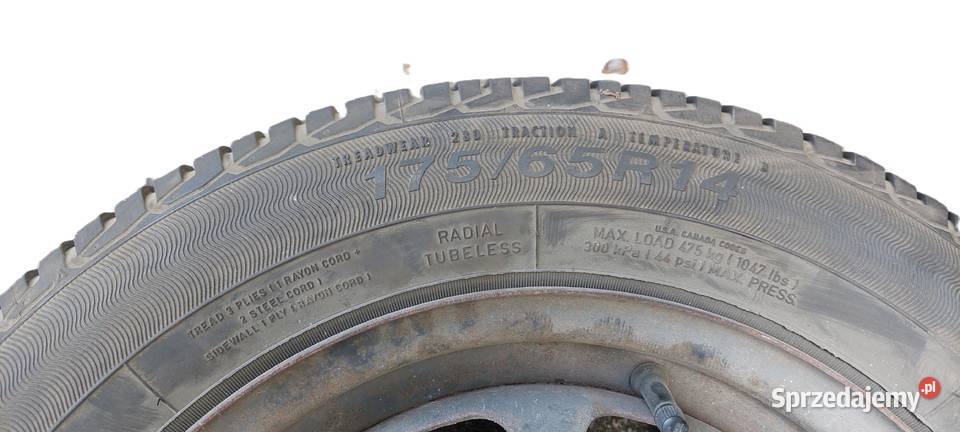 TREADWEAR 280 TRACTION A TEMPERATURE
175/65R14
TREAD 3 PLIES ( 1 RAYON CORD +
2 STEEL CORD )
SIDEWALL 1 PLY ( RAYON CORD )
RADIAL
TUBELESS
U.S.A. CANADA CODES
MAX. LOAD 475 kg ( 1047 lbs )
300 kPa ( 44 psi ) MAX. PRESS
Sprzedajemy.pl